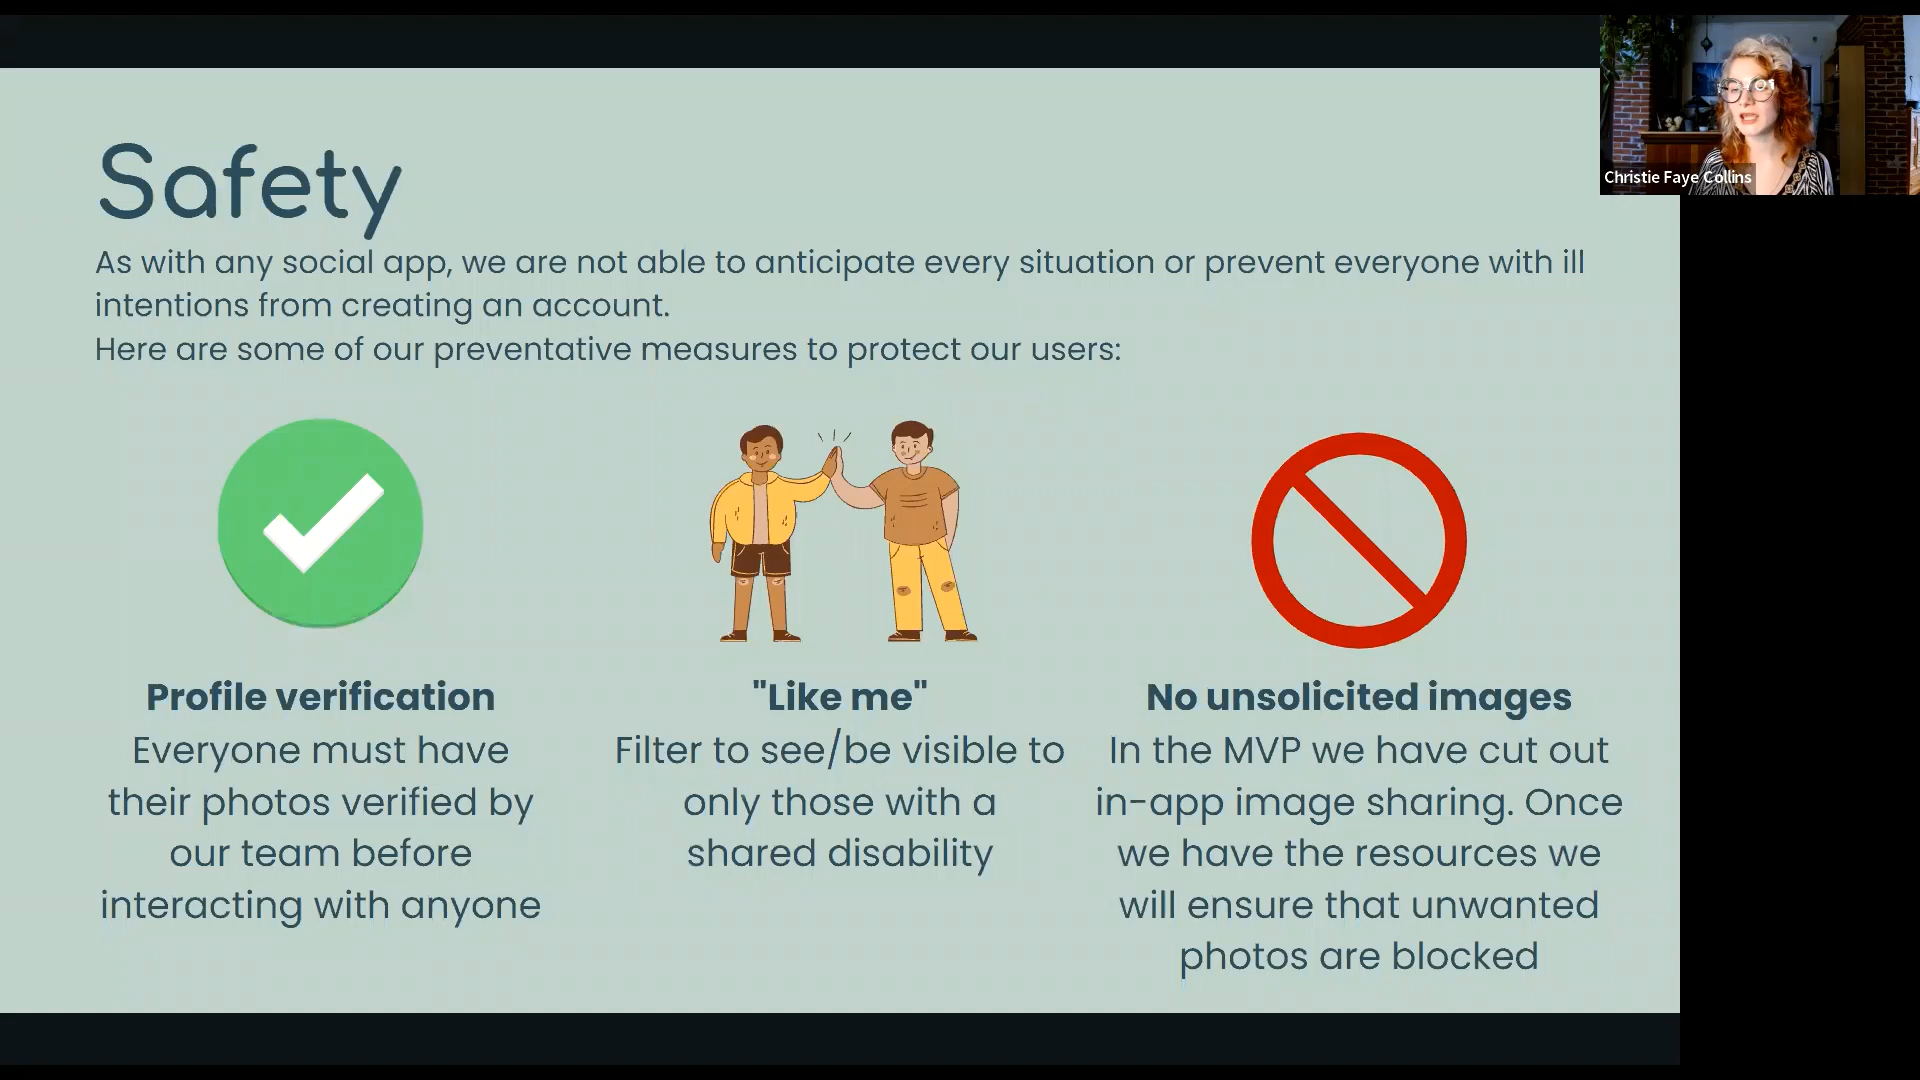 Safety
As with any social app, we are not able to anticipate every situation or prevent everyone with ill
intentions from creating an account.
Here are some of our preventative measures to protect our users:
Profile verification
Everyone must have
their photos verified by
our team before
interacting with anyone
"Like me"
Filter to see/be visible to
only those with a
shared disability
No unsolicited images
In the MVP we have cut out
in-app image sharing. Once
we have the resources we
will ensure that unwanted
photos are blocked
Christie Faye Collins